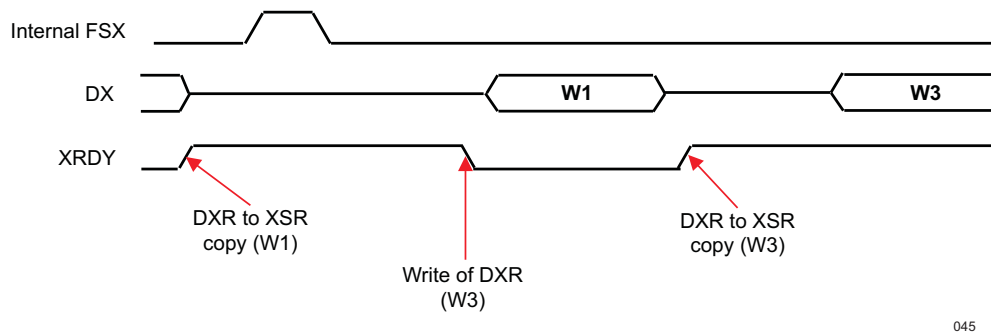 Internal FSX
DX
W1
W3
XRDY
DXR to XSR
copy (W1)
Write of DXR
(W3)
DXR to XSR
copy (W3)
045